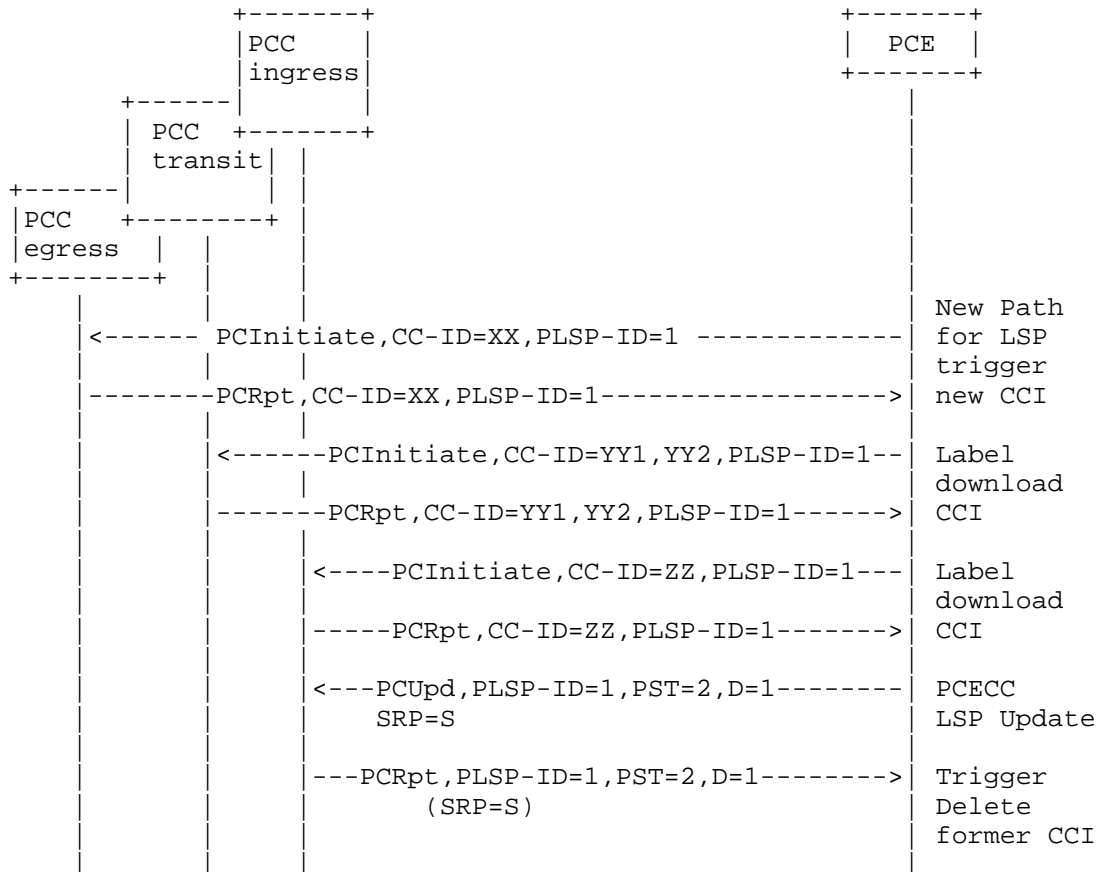 PCC
ingress
PCE
PCC
transit
PCC
egress
New Path
<------ PCInitiate,CC-ID=XX,PLSP-ID=1 ------------- for LSP
trigger
--------PCRpt,CC-ID=XX,PLSP-ID=1------------------> new CCI
<------PCInitiate,CC-ID=YY1,YY2,PLSP-ID=1-- Label
download
-------PCRpt,CC-ID=YY1,YY2,PLSP-ID=1------> CCI
<----PCInitiate,CC-ID=ZZ,PLSP-ID=1--- Label
download
-----PCRpt,CC-ID=ZZ,PLSP-ID=1-------> CCI
<---PCUpd,PLSP-ID=1,PST=2,D=1-------- PCECC
SRP=S LSP Update
---PCRpt,PLSP-ID=1,PST=2,D=1--------> Trigger
(SRP=S) Delete
former CCI